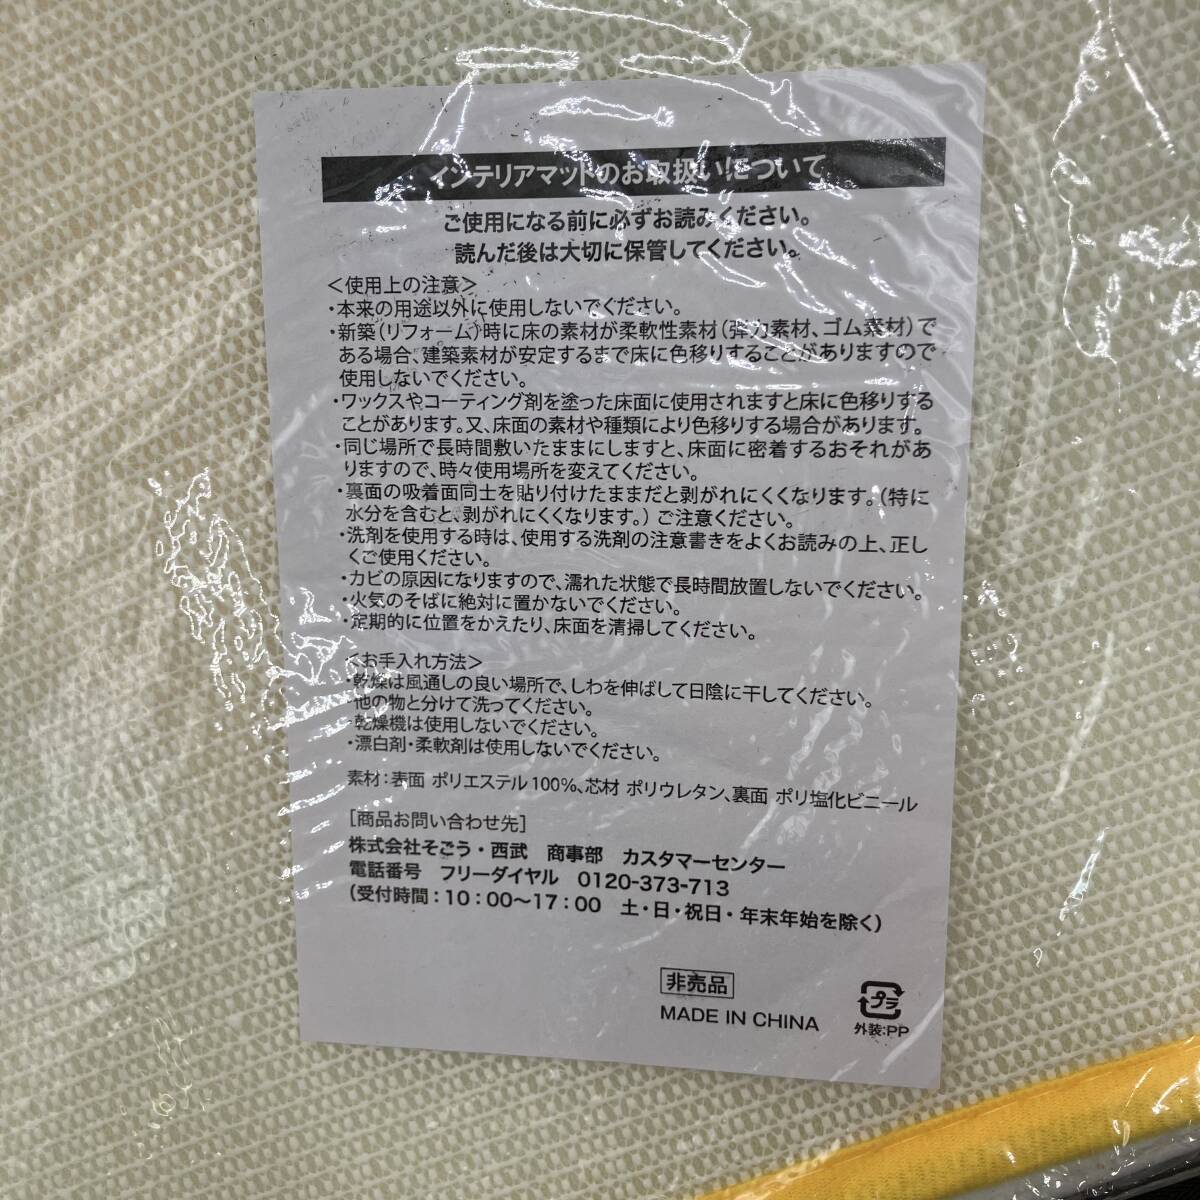 インテリアマットのお取扱いについて
ご使用になる前に必ずお読みください。
読んだ後は大切に保管してください。
＜使用上の注意＞
・本来の用途以外に使用しないでください。
・新築（リフォーム）時に床の素材が柔軟性素材（弾力素材、ゴム素材）で
ある場合、建築素材が安定するまで床に色移りすることがありますので
使用しないでください。
・ワックスやコーティング剤を塗った床面に使用されますと床に色移りする
ことがあります。又、床面の素材や種類により色移りする場合があります。
・同じ場所で長時間敷いたままにしますと、床面に密着するおそれがあ
りますので、時々使用場所を変えてください。
・裏面の吸着面同士を貼り付けたままだと剥がれにくくなります。（特に
水分を含むと、剥がれにくくなります。）ご注意ください。
・洗剤を使用する時は、使用する洗剤の注意書きをよくお読みの上、正し
くご使用ください。
・カビの原因になりますので、濡れた状態で長時間放置しないでください。
・火気のそばに絶対に置かないでください。
・定期的に位置をかえたり、床面を清掃してください。
＜お手入れ方法＞
・乾燥は風通しの良い場所で、しわを伸ばして日陰に干してください。
・他の物と分けて洗ってください。
・乾燥機は使用しないでください。
・漂白剤・柔軟剤は使用しないでください。
素材：表面 ポリエステル100％、芯材 ポリウレタン、裏面 ポリ塩化ビニール
［商品お問い合わせ先］
株式会社そごう・西武 商事部 カスタマーセンター
電話番号 フリーダイヤル 0120-373-713
（受付時間：10：00〜17：00 土・日・祝日・年末年始を除く）
非売品
MADE IN CHINA
プラ
外装：PP